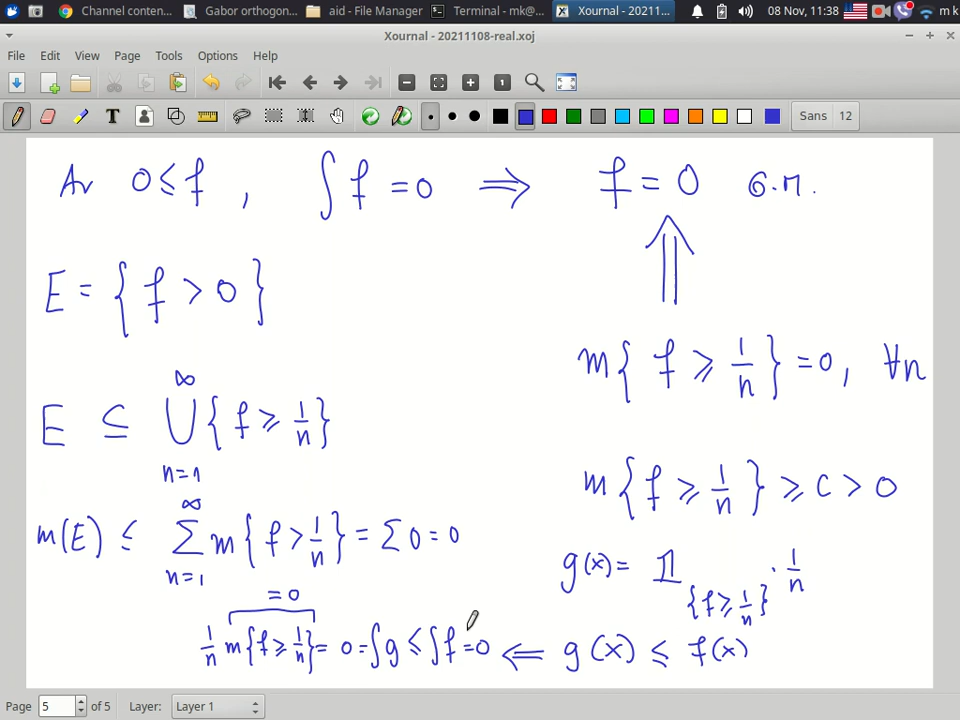 Channel conten...
Gabor orthogon...
aid - File Manager
Terminal - mk@...
Xournal - 20211...
08 Nov, 11:38
m k
Xournal - 20211108-real.xoj
File Edit View Page Tools Options Help
Sans 12
Αν 0 ≤ f , ∫ f = 0 ⟹ f = 0 σ.π.
E = { f > 0 }
m{ f ≥ 1/n } = 0, ∀n
E ⊆ ⋃_{n=1}^{∞} { f ≥ 1/n }
m{ f ≥ 1/n } ≥ c > 0
m(E) ≤ ∑_{n=1}^{∞} m{ f > 1/n } = ∑ 0 = 0
g(x) = 𝟙_{ {f ≥ 1/n} } · 1/n
= 0
1/n m{ f ≥ 1/n } = 0 = ∫ g ≤ ∫ f = 0 ⟸ g(x) ≤ f(x)
Page 5 of 5 Layer: Layer 1